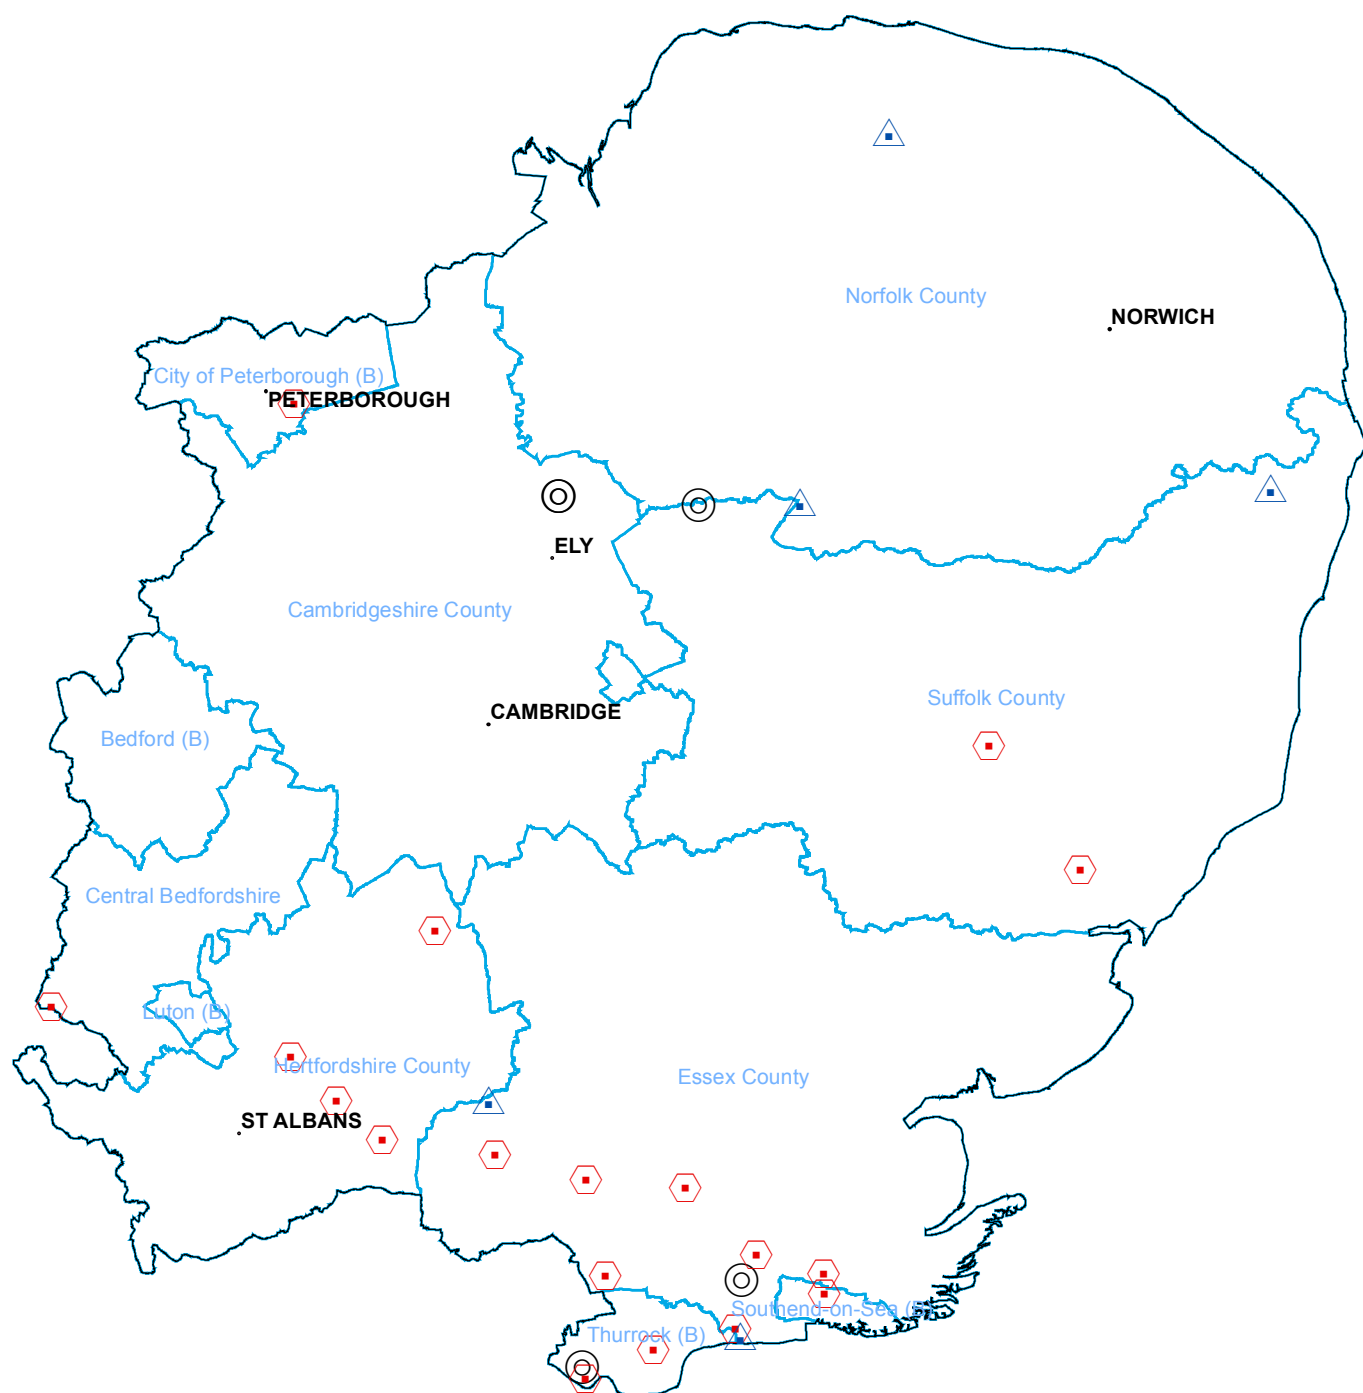 Norfolk County
NORWICH
City of Peterborough (B)
PETERBOROUGH
ELY
Cambridgeshire County
Suffolk County
CAMBRIDGE
Bedford (B)
Central Bedfordshire
Luton (B)
Hertfordshire County
Essex County
ST ALBANS
Southend-on-Sea (B)
Thurrock (B)